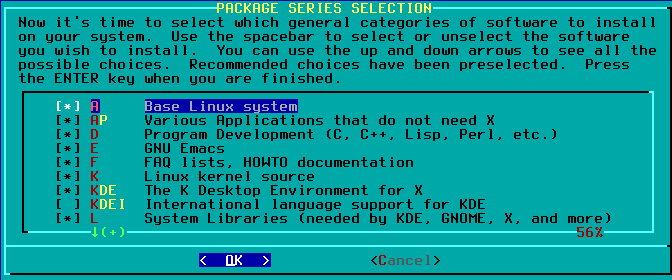 PACKAGE SERIES SELECTION
Now it's time to select which general categories of software to install
on your system.  Use the spacebar to select or unselect the software
you wish to install.  You can use the up and down arrows to see all the
possible choices.  Recommended choices have been preselected.  Press
the ENTER key when you are finished.
[*] A Base Linux system
[*] AP Various Applications that do not need X
[*] D Program Development (C, C++, Lisp, Perl, etc.)
[*] E GNU Emacs
[*] F FAQ lists, HOWTO documentation
[*] K Linux kernel source
[*] KDE The K Desktop Environment for X
[ ] KDEI International language support for KDE
[*] L System Libraries (needed by KDE, GNOME, X, and more)
↓(+) 56%
< OK > <Cancel>